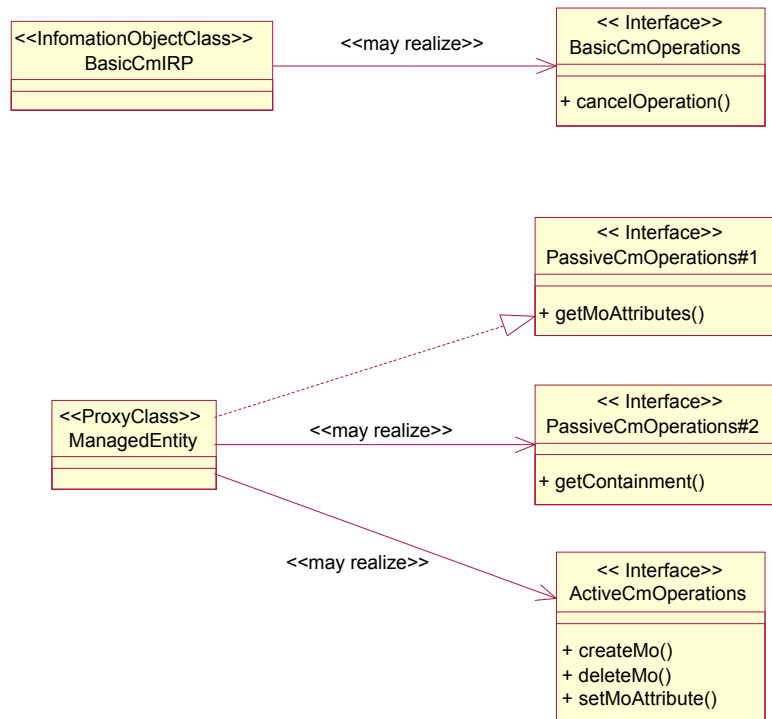 <<InfomationObjectClass>>
BasicCmIRP
<<may realize>>
<< Interface>>
BasicCmOperations
+ cancelOperation()
<< Interface>>
PassiveCmOperations#1
+ getMoAttributes()
<<ProxyClass>>
ManagedEntity
<<may realize>>
<< Interface>>
PassiveCmOperations#2
+ getContainment()
<<may realize>>
<< Interface>>
ActiveCmOperations
+ createMo()
+ deleteMo()
+ setMoAttribute()